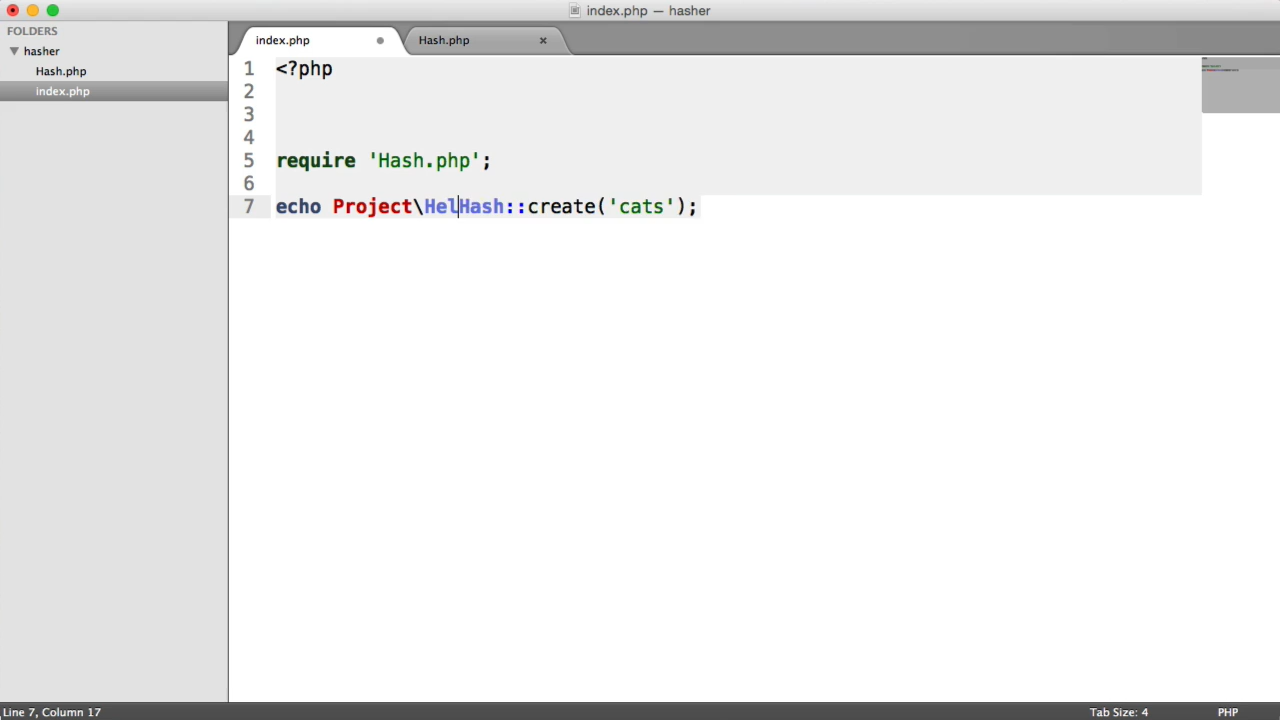 index.php — hasher
FOLDERS
hasher
Hash.php
index.php
index.php
Hash.php
1 <?php
2
3
4
5 require 'Hash.php';
6
7 echo Project\HelHash::create('cats');
Line 7, Column 17
Tab Size: 4
PHP